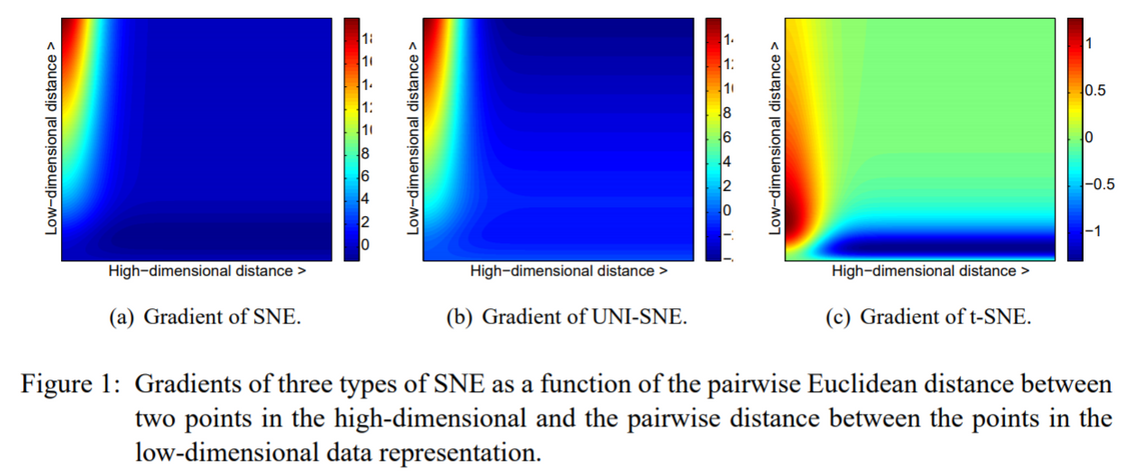 Low−dimensional distance >
8
6
4
2
0
High−dimensional distance >
(a) Gradient of SNE.
Low−dimensional distance >
8
6
4
2
0
High−dimensional distance >
(b) Gradient of UNI-SNE.
Low−dimensional distance >
1
0.5
0
−0.5
−1
High−dimensional distance >
(c) Gradient of t-SNE.
Figure 1: Gradients of three types of SNE as a function of the pairwise Euclidean distance between
two points in the high-dimensional and the pairwise distance between the points in the
low-dimensional data representation.